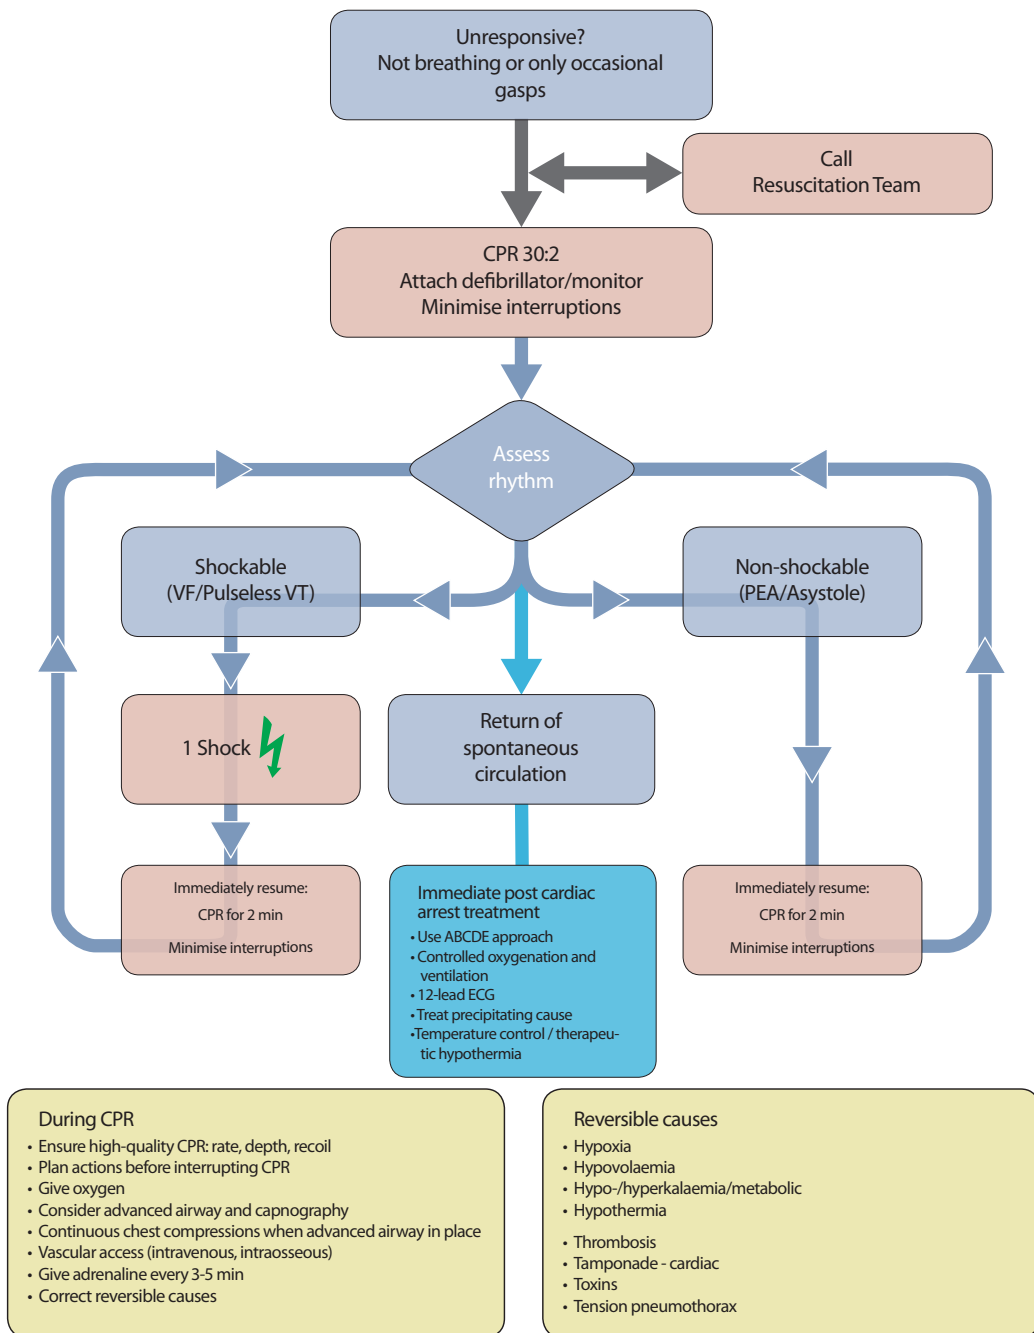 Unresponsive?
Not breathing or only occasional
gasps
Call
Resuscitation Team
CPR 30:2
Attach defibrillator/monitor
Minimise interruptions
Assess
rhythm
Shockable
(VF/Pulseless VT)
Non-shockable
(PEA/Asystole)
1 Shock
Return of
spontaneous
circulation
Immediately resume:
CPR for 2 min
Minimise interruptions
Immediate post cardiac
arrest treatment
• Use ABCDE approach
• Controlled oxygenation and
ventilation
• 12-lead ECG
• Treat precipitating cause
•Temperature control / therapeu-
tic hypothermia
Immediately resume:
CPR for 2 min
Minimise interruptions
During CPR
• Ensure high-quality CPR: rate, depth, recoil
• Plan actions before interrupting CPR
• Give oxygen
• Consider advanced airway and capnography
• Continuous chest compressions when advanced airway in place
• Vascular access (intravenous, intraosseous)
• Give adrenaline every 3-5 min
• Correct reversible causes
Reversible causes
• Hypoxia
• Hypovolaemia
• Hypo-/hyperkalaemia/metabolic
• Hypothermia
• Thrombosis
• Tamponade - cardiac
• Toxins
• Tension pneumothorax